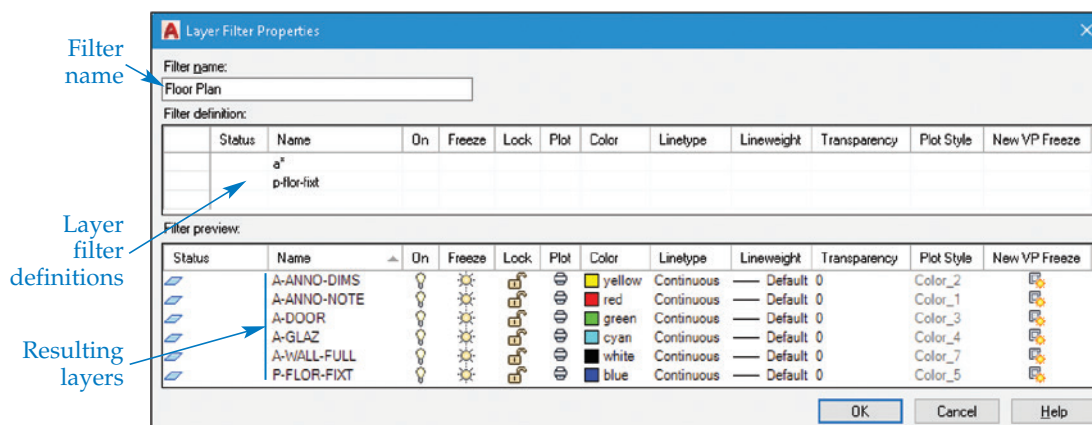 Layer Filter Properties
Filter name
Filter name:
Floor Plan
Filter definition:
Status Name On Freeze Lock Plot Color Linetype Lineweight Transparency Plot Style New VP Freeze
a*
p-flor-fixt
Layer filter definitions
Filter preview:
Status Name On Freeze Lock Plot Color Linetype Lineweight Transparency Plot Style New VP Freeze
A-ANNO-DIMS yellow Continuous Default 0 Color_2
A-ANNO-NOTE red Continuous Default 0 Color_1
A-DOOR green Continuous Default 0 Color_3
A-GLAZ cyan Continuous Default 0 Color_4
A-WALL-FULL white Continuous Default 0 Color_7
P-FLOR-FIXT blue Continuous Default 0 Color_5
Resulting layers
OK Cancel Help